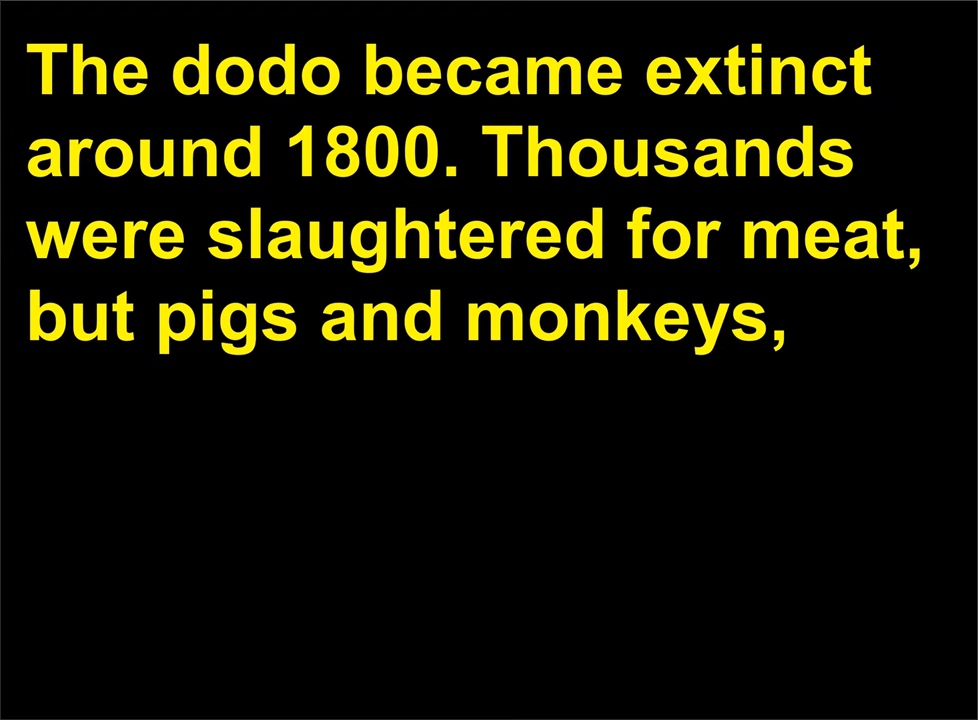 The dodo became extinct
around 1800. Thousands
were slaughtered for meat,
but pigs and monkeys,